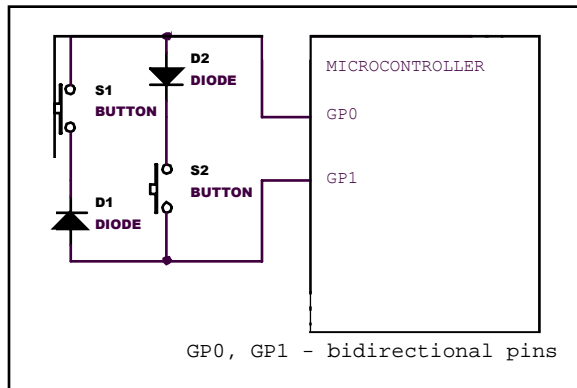 D2
DIODE
MICROCONTROLLER
S1
BUTTON
GP0
S2
BUTTON
GP1
D1
DIODE
GP0, GP1 - bidirectional pins